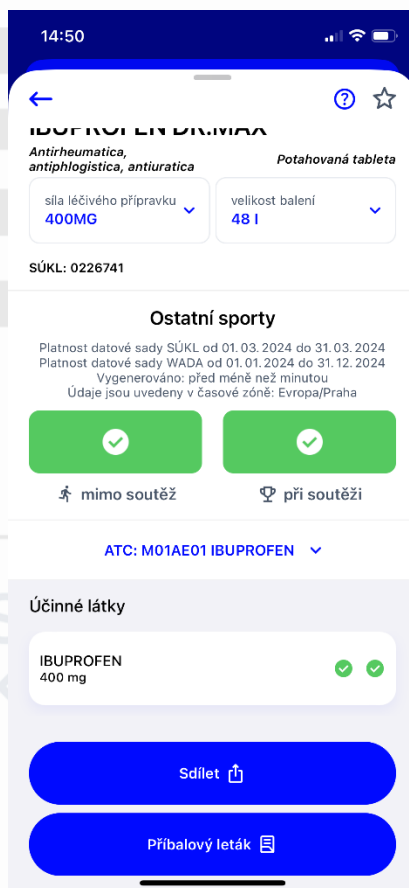 14:50
IBUPROFEN DR.MAX
Antirheumatica,
antiphlogistica, antiuratica
Potahovaná tableta
síla léčivého přípravku
400MG
velikost balení
48 I
SÚKL: 0226741
Ostatní sporty
Platnost datové sady SÚKL od 01. 03. 2024 do 31. 03. 2024
Platnost datové sady WADA od 01. 01. 2024 do 31. 12. 2024
Vygenerováno: před méně než minutou
Údaje jsou uvedeny v časové zóně: Evropa/Praha
mimo soutěž
při soutěži
ATC: M01AE01 IBUPROFEN
Účinné látky
IBUPROFEN
400 mg
Sdílet
Příbalový leták